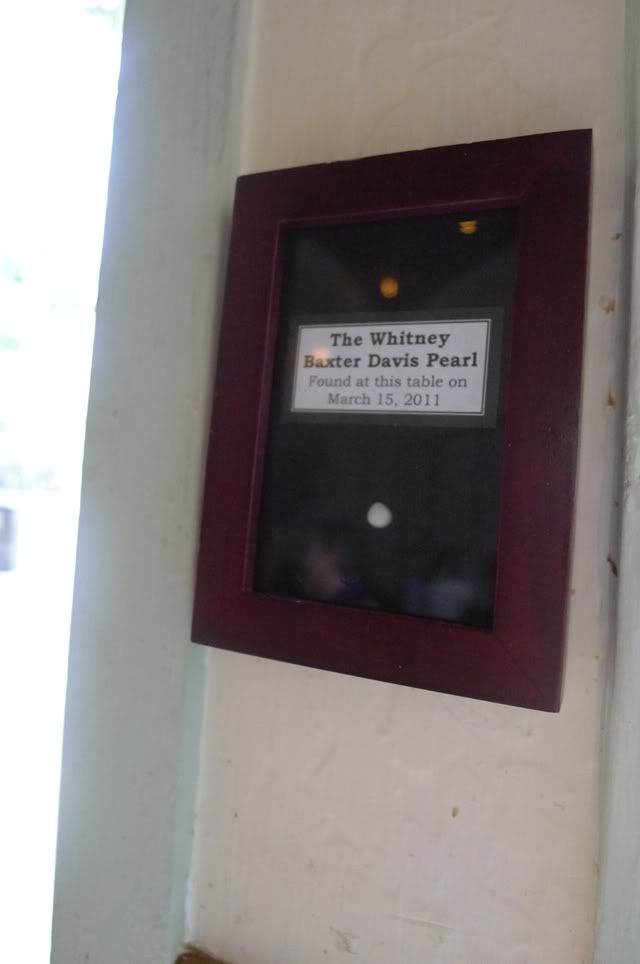 The Whitney
Baxter Davis Pearl
Found at this table on
March 15, 2011